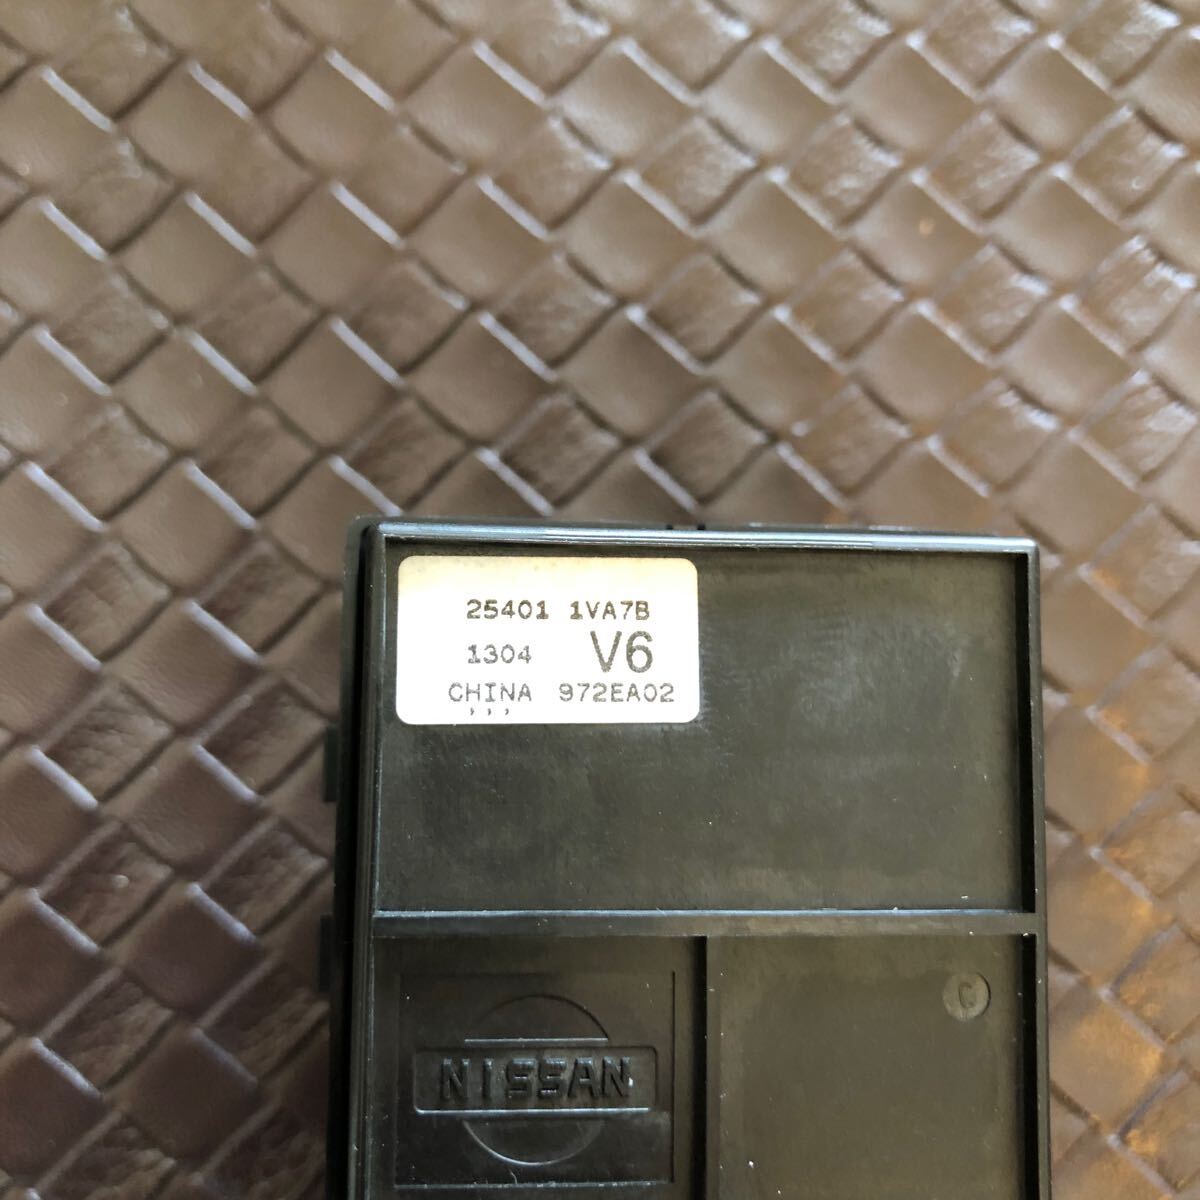 25401 1VA7B
1304 V6
CHINA 972EA02
C
NISSAN